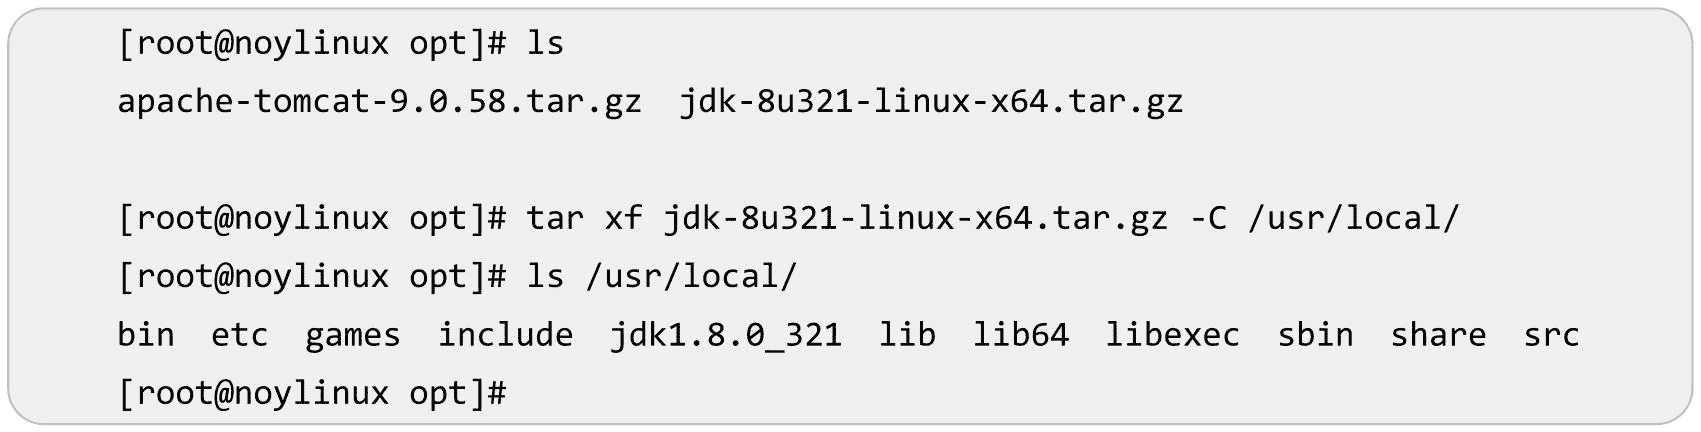 [root@noylinux opt]# ls
apache-tomcat-9.0.58.tar.gz  jdk-8u321-linux-x64.tar.gz
[root@noylinux opt]# tar xf jdk-8u321-linux-x64.tar.gz -C /usr/local/
[root@noylinux opt]# ls /usr/local/
bin  etc  games  include  jdk1.8.0_321  lib  lib64  libexec  sbin  share  src
[root@noylinux opt]#